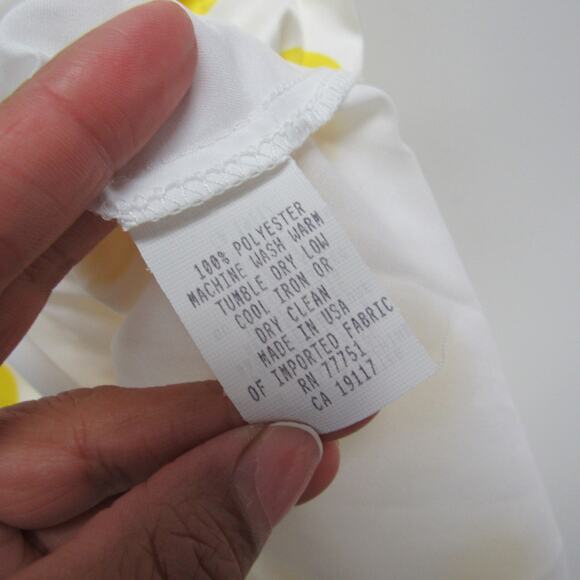 100% POLYESTER
MACHINE WASH WARM
TUMBLE DRY LOW
COOL IRON OR
DRY CLEAN
MADE IN USA
OF IMPORTED FABRIC
RN 77751
CA 19117